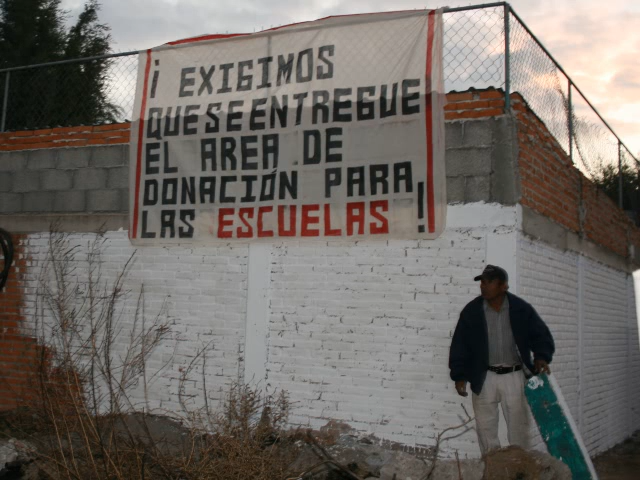 ¡ EXIGIMOS
QUE SE ENTREGUE
EL AREA DE
DONACIÓN PARA
LAS ESCUELAS !